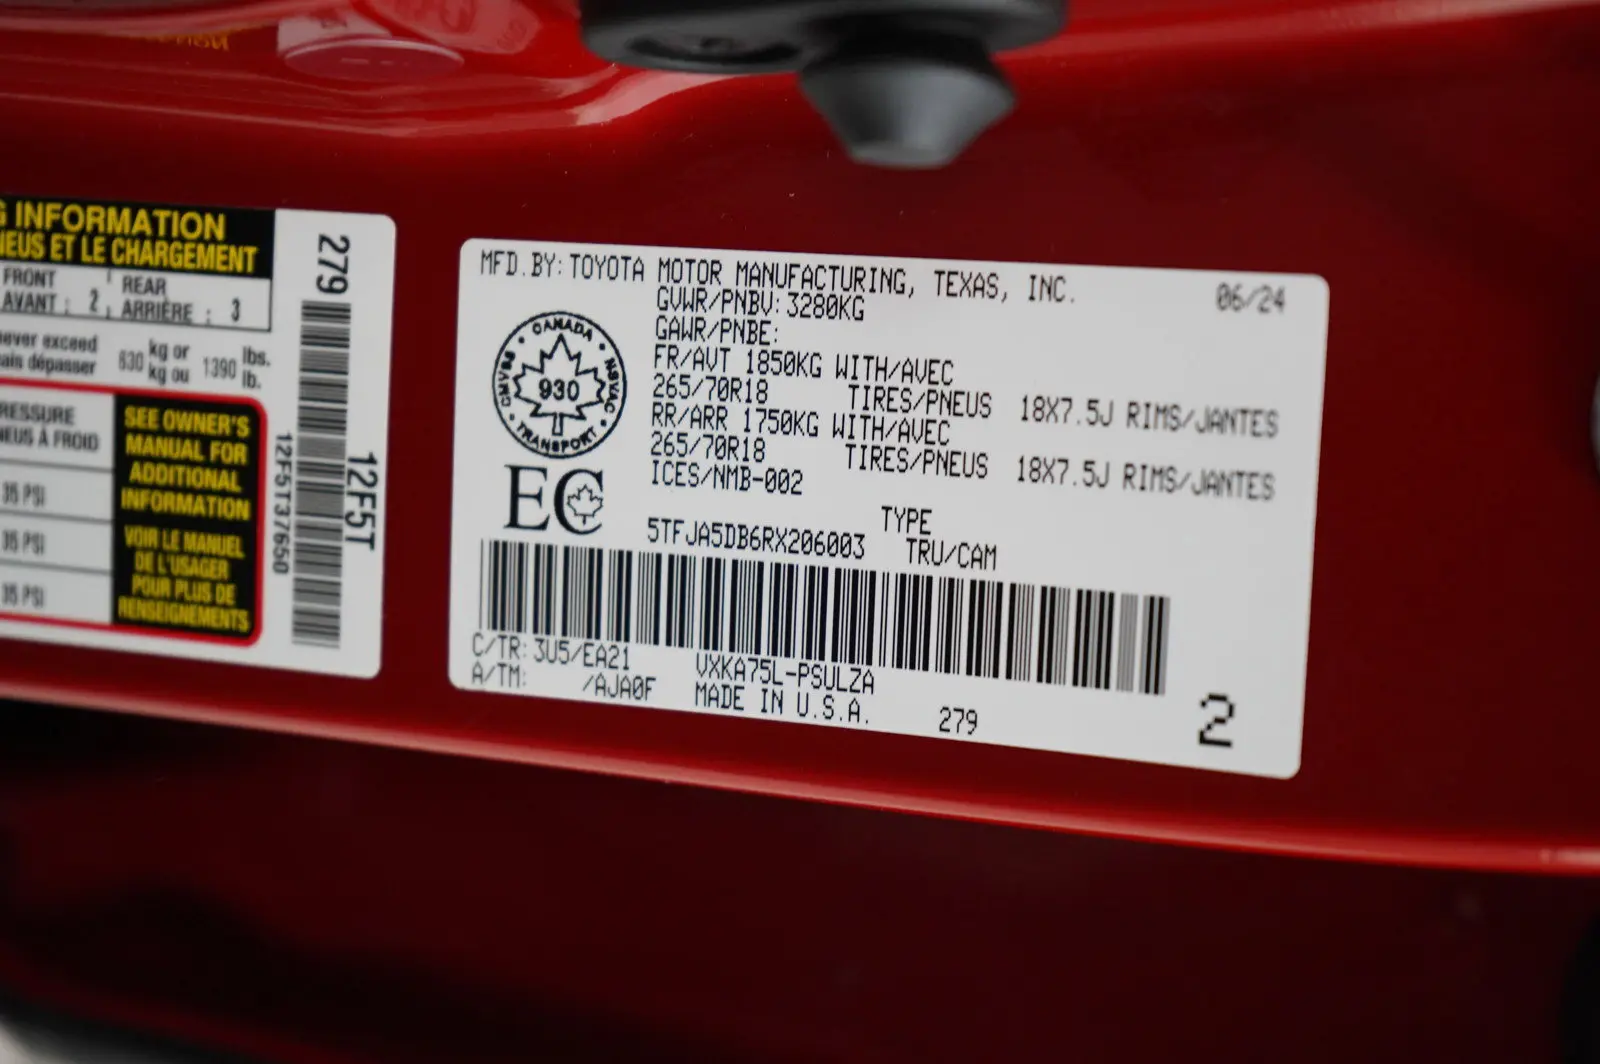 INFORMATION
NEUS ET LE CHARGEMENT
FRONT REAR
AVANT : 2 ARRIÈRE : 3
never exceed kg or lbs.
630 1390
ais dépasser kg ou lb.
RESSURE
NEUS À FROID
35 PSI
35 PSI
35 PSI
SEE OWNER'S
MANUAL FOR
ADDITIONAL
INFORMATION
VOIR LE MANUEL
DE L'USAGER
POUR PLUS DE
RENSEIGNEMENTS
279
12F5T37650
12F5T
MFD.BY:TOYOTA MOTOR MANUFACTURING, TEXAS, INC. 06/24
GVWR/PNBV:3280KG
GAWR/PNBE:
FR/AVT 1850KG WITH/AVEC
265/70R18 TIRES/PNEUS 18X7.5J RIMS/JANTES
RR/ARR 1750KG WITH/AVEC
265/70R18 TIRES/PNEUS 18X7.5J RIMS/JANTES
ICES/NMB-002
CANADA
CMVSS NSVAC
930
TRANSPORT
EC
TYPE
5TFJA5DB6RX206003 TRU/CAM
C/TR:3U5/EA21 VXKA75L-PSULZA
A/TM: /AJA0F MADE IN U.S.A. 279
2